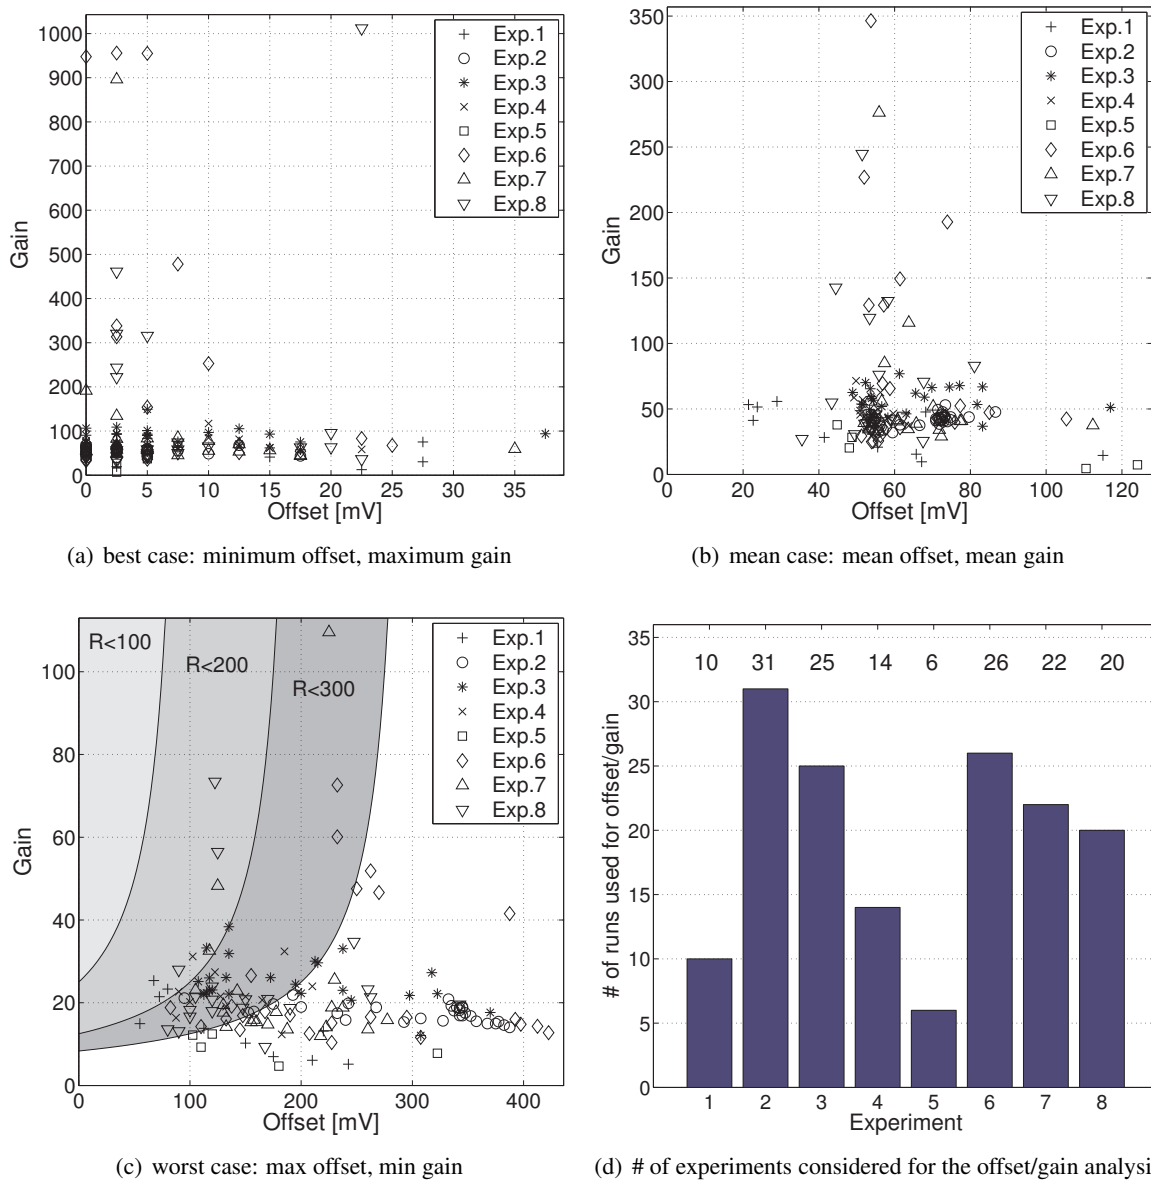 1000
900
800
700
600
500
400
300
200
100
0
Gain
0 5 10 15 20 25 30 35
Offset [mV]
Exp.1
Exp.2
Exp.3
Exp.4
Exp.5
Exp.6
Exp.7
Exp.8
(a) best case: minimum offset, maximum gain
350
300
250
200
150
100
50
0
Gain
0 20 40 60 80 100 120
Offset [mV]
Exp.1
Exp.2
Exp.3
Exp.4
Exp.5
Exp.6
Exp.7
Exp.8
(b) mean case: mean offset, mean gain
100
80
60
40
20
0
Gain
R<100
R<200
R<300
0 100 200 300 400
Offset [mV]
Exp.1
Exp.2
Exp.3
Exp.4
Exp.5
Exp.6
Exp.7
Exp.8
(c) worst case: max offset, min gain
35
30
25
20
15
10
5
0
# of runs used for offset/gain
10 31 25 14 6 26 22 20
1 2 3 4 5 6 7 8
Experiment
(d) # of experiments considered for the offset/gain analysi